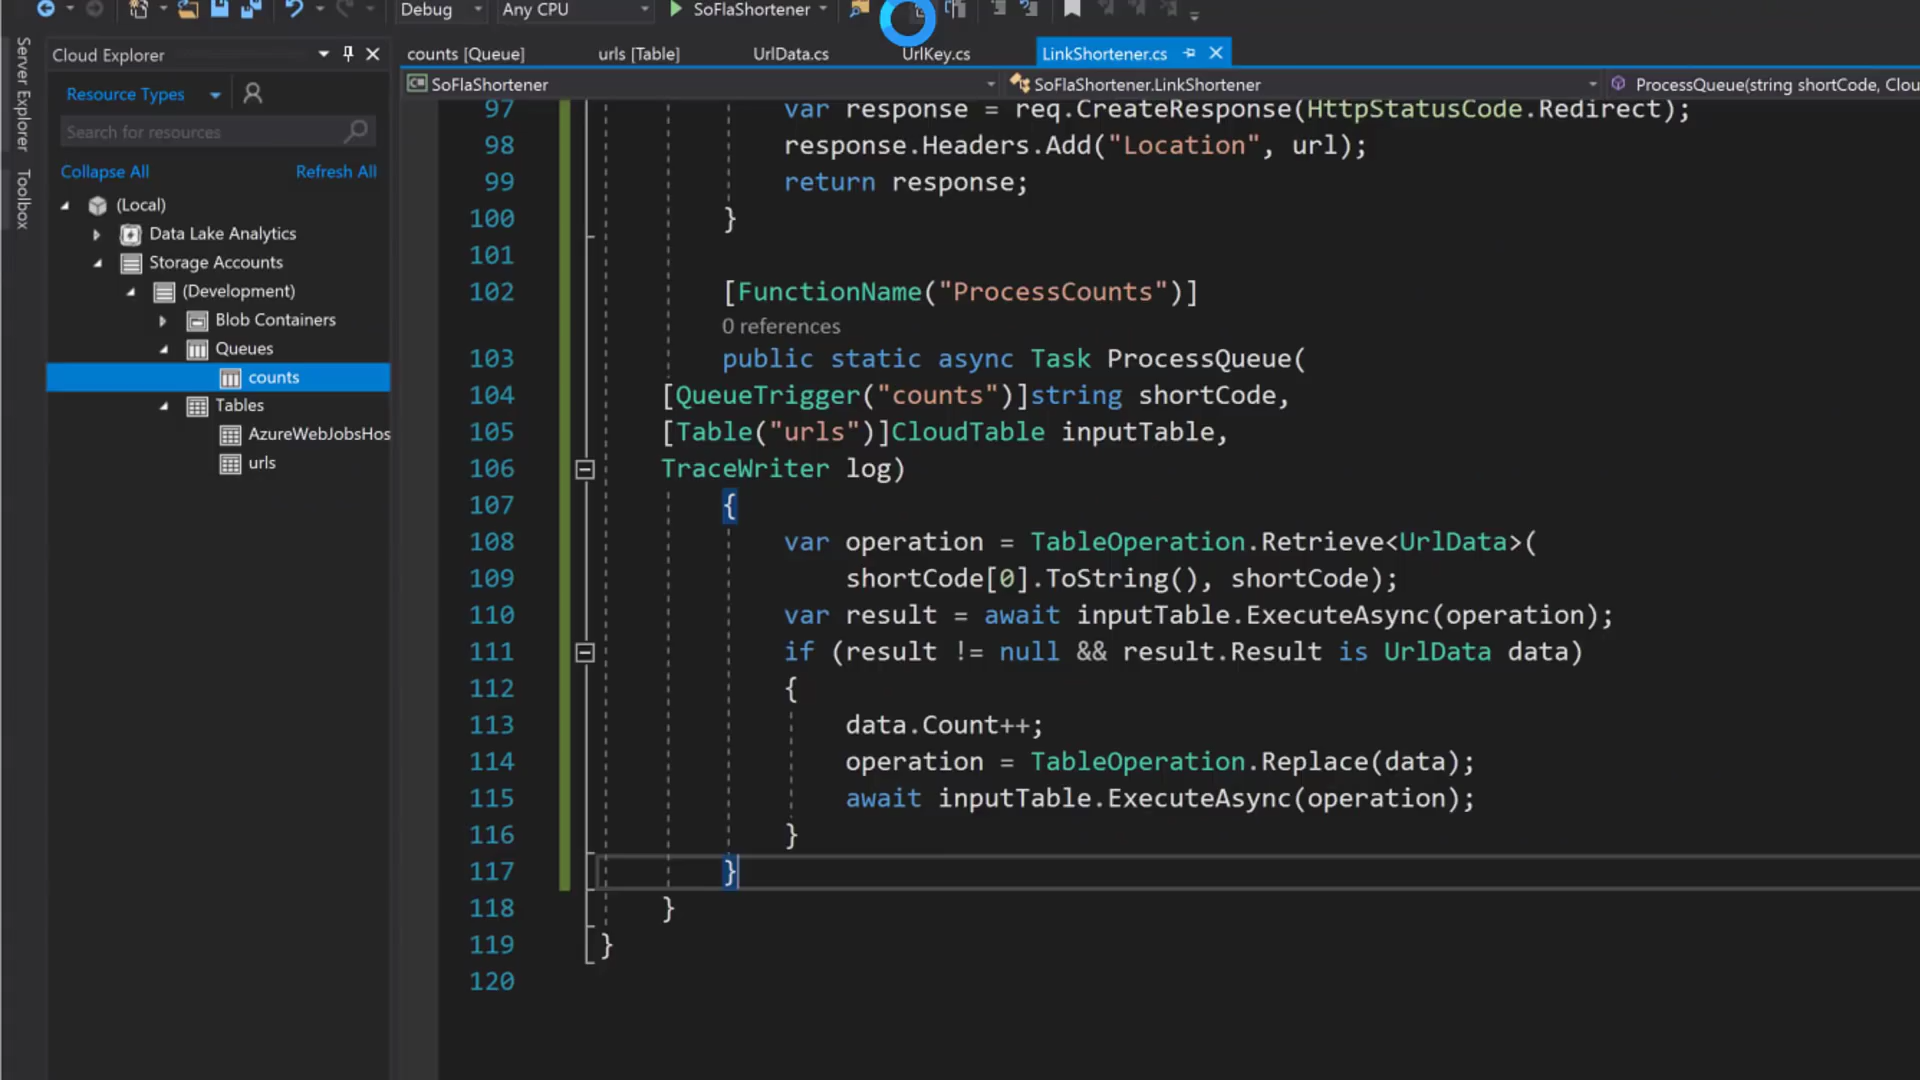 Debug
Any CPU
SoFlaShortener
Server Explorer
Toolbox
Cloud Explorer
Resource Types
Search for resources
Collapse All
Refresh All
(Local)
Data Lake Analytics
Storage Accounts
(Development)
Blob Containers
Queues
counts
Tables
AzureWebJobsHos
urls
counts [Queue]
urls [Table]
UrlData.cs
UrlKey.cs
LinkShortener.cs
SoFlaShortener
SoFlaShortener.LinkShortener
ProcessQueue(string shortCode, Clou
97 var response = req.CreateResponse(HttpStatusCode.Redirect);
98 response.Headers.Add("Location", url);
99 return response;
100 }
101
102 [FunctionName("ProcessCounts")]
0 references
103 public static async Task ProcessQueue(
104 [QueueTrigger("counts")]string shortCode,
105 [Table("urls")]CloudTable inputTable,
106 TraceWriter log)
107 {
108 var operation = TableOperation.Retrieve<UrlData>(
109 shortCode[0].ToString(), shortCode);
110 var result = await inputTable.ExecuteAsync(operation);
111 if (result != null && result.Result is UrlData data)
112 {
113 data.Count++;
114 operation = TableOperation.Replace(data);
115 await inputTable.ExecuteAsync(operation);
116 }
117 }
118 }
119 }
120